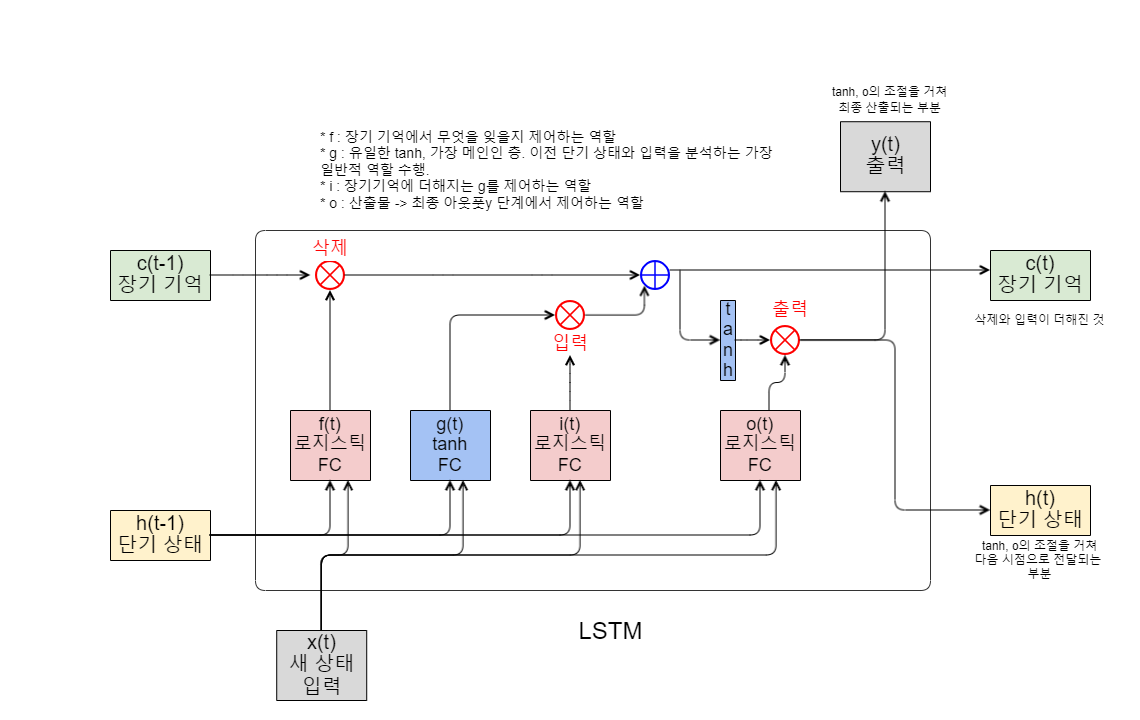 tanh, o의 조절을 거쳐
최종 산출되는 부분
* f : 장기 기억에서 무엇을 잊을지 제어하는 역할
* g : 유일한 tanh, 가장 메인인 층. 이전 단기 상태와 입력을 분석하는 가장
일반적 역할 수행.
* i : 장기기억에 더해지는 g를 제어하는 역할
* o : 산출물 -> 최종 아웃풋y 단계에서 제어하는 역할
y(t)
출력
삭제
c(t-1)
장기 기억
c(t)
장기 기억
삭제와 입력이 더해진 것
입력
t
a
n
h
출력
f(t)
로지스틱
FC
g(t)
tanh
FC
i(t)
로지스틱
FC
o(t)
로지스틱
FC
h(t-1)
단기 상태
h(t)
단기 상태
tanh, o의 조절을 거쳐
다음 시점으로 전달되는
부분
x(t)
새 상태
입력
LSTM